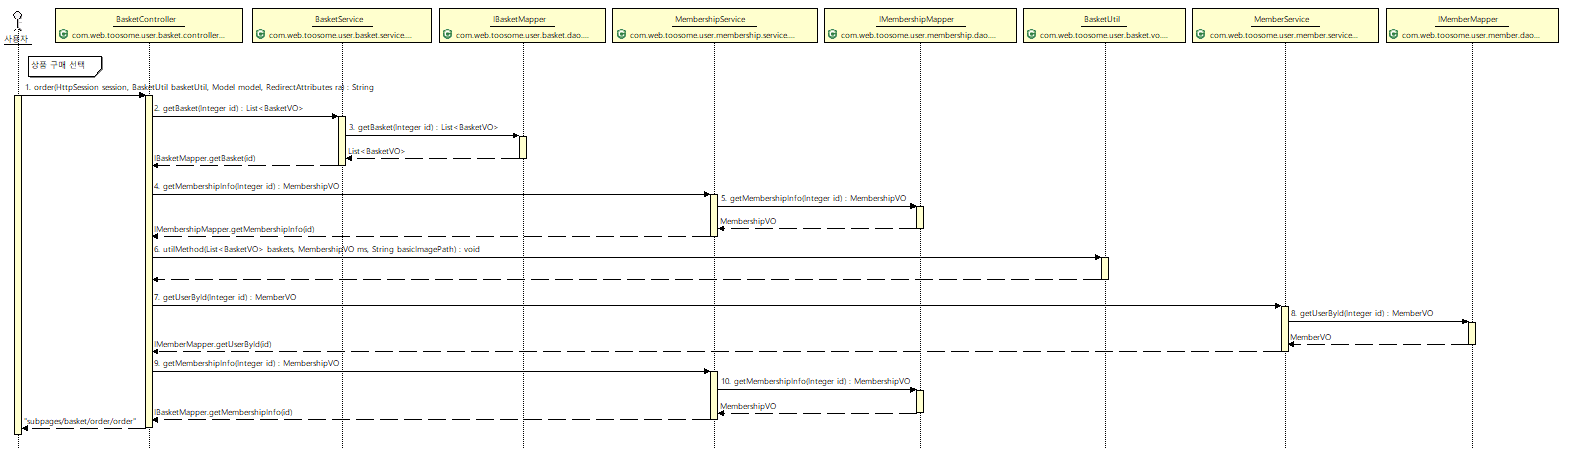 BasketController
BasketService
IBasketMapper
MembershipService
IMembershipMapper
BasketUtil
MemberService
IMemberMapper
사용자
com.web.toosome.user.basket.controller...
com.web.toosome.user.basket.service....
com.web.toosome.user.basket.dao....
com.web.toosome.user.membership.service....
com.web.toosome.user.membership.dao....
com.web.toosome.user.basket.vo....
com.web.toosome.user.member.service...
com.web.toosome.user.member.dao...
상품 구매 선택
1. order(HttpSession session, BasketUtil basketUtil, Model model, RedirectAttributes ra) : String
2. getBasket(Integer id) : List<BasketVO>
3. getBasket(Integer id) : List<BasketVO>
List<BasketVO>
IBasketMapper.getBasket(id)
4. getMembershipInfo(Integer id) : MembershipVO
5. getMembershipInfo(Integer id) : MembershipVO
MembershipVO
IMembershipMapper.getMembershipInfo(id)
6. utilMethod(List<BasketVO> baskets, MembershipVO ms, String basicImagePath) : void
7. getUserById(Integer id) : MemberVO
8. getUserById(Integer id) : MemberVO
MemberVO
IMemberMapper.getUserById(id)
9. getMembershipInfo(Integer id) : MembershipVO
10. getMembershipInfo(Integer id) : MembershipVO
MembershipVO
IBasketMapper.getMembershipInfo(id)
"subpages/basket/order/order"